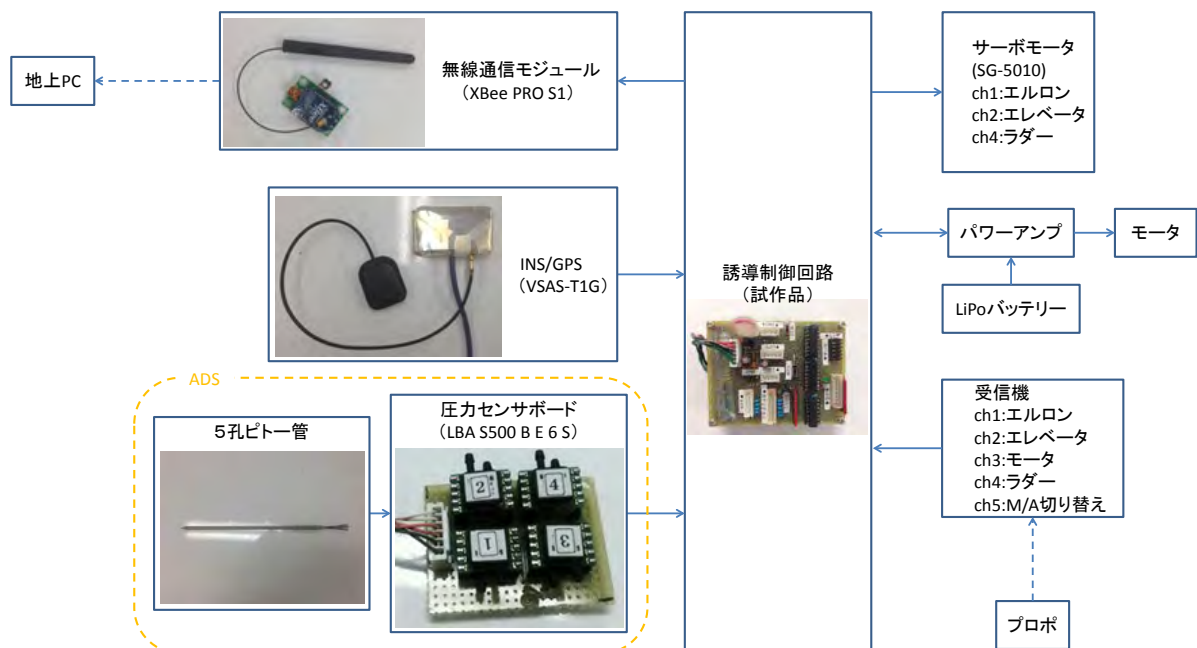 地上PC
無線通信モジュール
(XBee PRO S1)
INS/GPS
(VSAS-T1G)
ADS
5孔ピトー管
圧力センサボード
(LBA S500 B E 6 S)
2
4
1
3
誘導制御回路
(試作品)
サーボモータ
(SG-5010)
ch1:エルロン
ch2:エレベータ
ch4:ラダー
パワーアンプ
モータ
LiPoバッテリー
受信機
ch1:エルロン
ch2:エレベータ
ch3:モータ
ch4:ラダー
ch5:M/A切り替え
プロポ